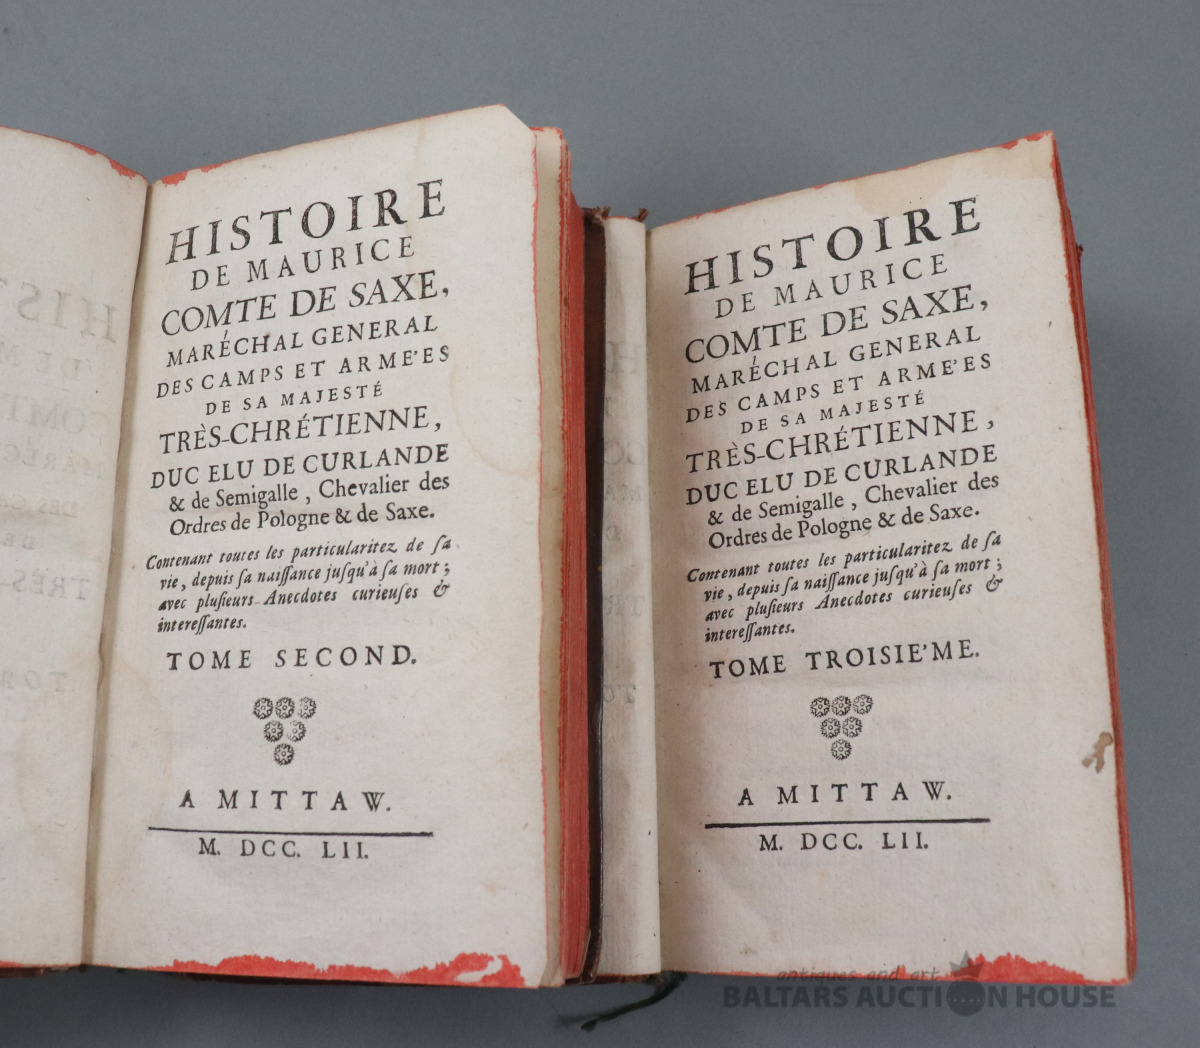 HISTOIRE
DE MAURICE
COMTE DE SAXE,
MARÉCHAL GENERAL
DES CAMPS ET ARME'ES
DE SA MAJESTÉ
TRÈS-CHRÉTIENNE,
DUC ELU DE CURLANDE
& de Semigalle, Chevalier des
Ordres de Pologne & de Saxe.
Contenant toutes les particularitez de ſa
vie, depuis ſa naiſſance juſqu'à ſa mort;
avec pluſieurs Anecdotes curieuſes &
intereſſantes.
TOME SECOND.
A MITTAW.
M. DCC. LII.
HISTOIRE
DE MAURICE
COMTE DE SAXE,
MARÉCHAL GENERAL
DES CAMPS ET ARME'ES
DE SA MAJESTÉ
TRÈS-CHRÉTIENNE,
DUC ELU DE CURLANDE
& de Semigalle, Chevalier des
Ordres de Pologne & de Saxe.
Contenant toutes les particularitez de ſa
vie, depuis ſa naiſſance juſqu'à ſa mort;
avec pluſieurs Anecdotes curieuſes &
intereſſantes.
TOME TROISIE'ME.
A MITTAW.
M. DCC. LII.
antiques and art
BALTARS AUCTION HOUSE